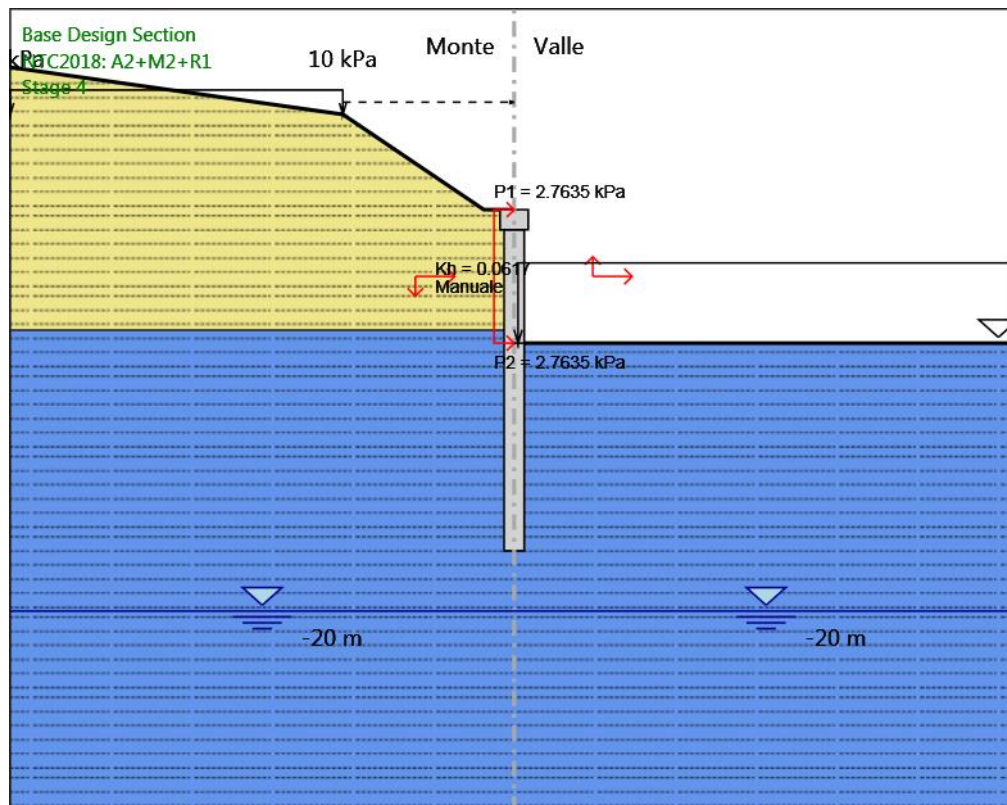 Base Design Section
kPa
NTC2018: A2+M2+R1
10 kPa
Monte
Valle
Stage 4
P1 = 2.7635 kPa
Kh = 0.0617
Manuale
P2 = 2.7635 kPa
-20 m
-20 m